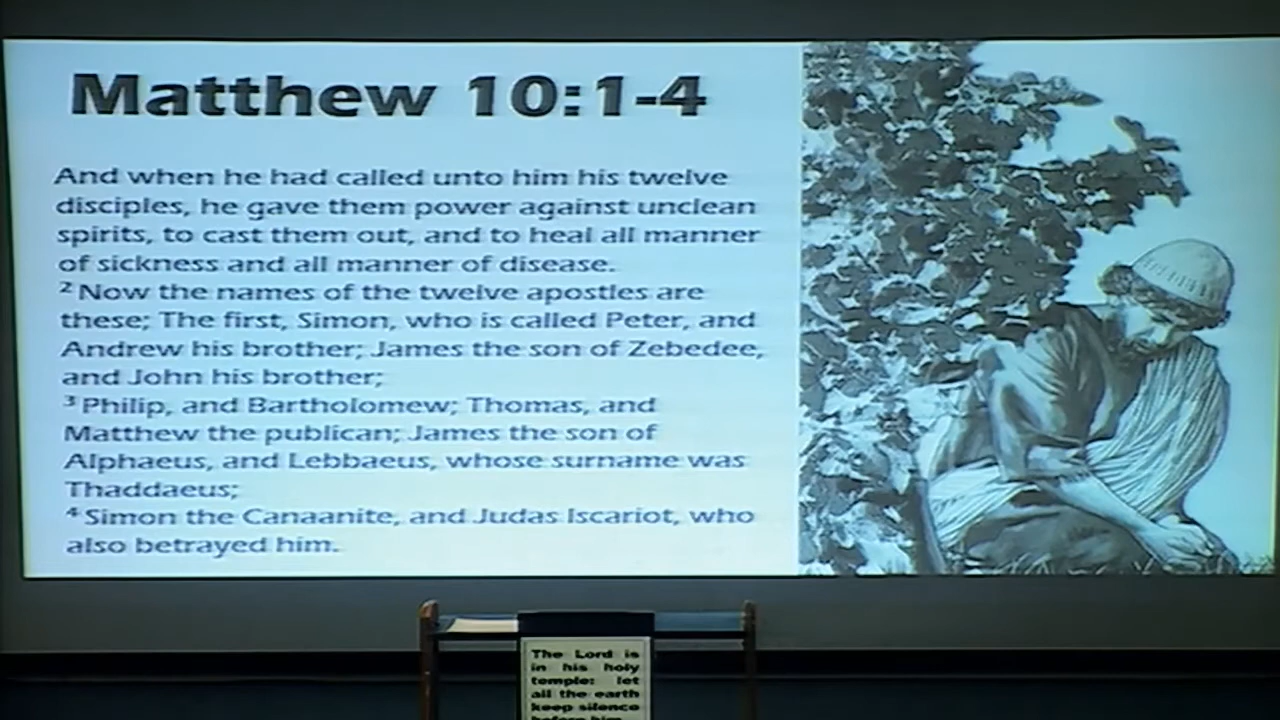 Matthew 10:1-4
And when he had called unto him his twelve
disciples, he gave them power against unclean
spirits, to cast them out, and to heal all manner
of sickness and all manner of disease.
² Now the names of the twelve apostles are
these; The first, Simon, who is called Peter, and
Andrew his brother; James the son of Zebedee,
and John his brother;
³ Philip, and Bartholomew; Thomas, and
Matthew the publican; James the son of
Alphaeus, and Lebbaeus, whose surname was
Thaddaeus;
⁴ Simon the Canaanite, and Judas Iscariot, who
also betrayed him.
The Lord is
in his holy
temple: let
all the earth
keep silence
before him